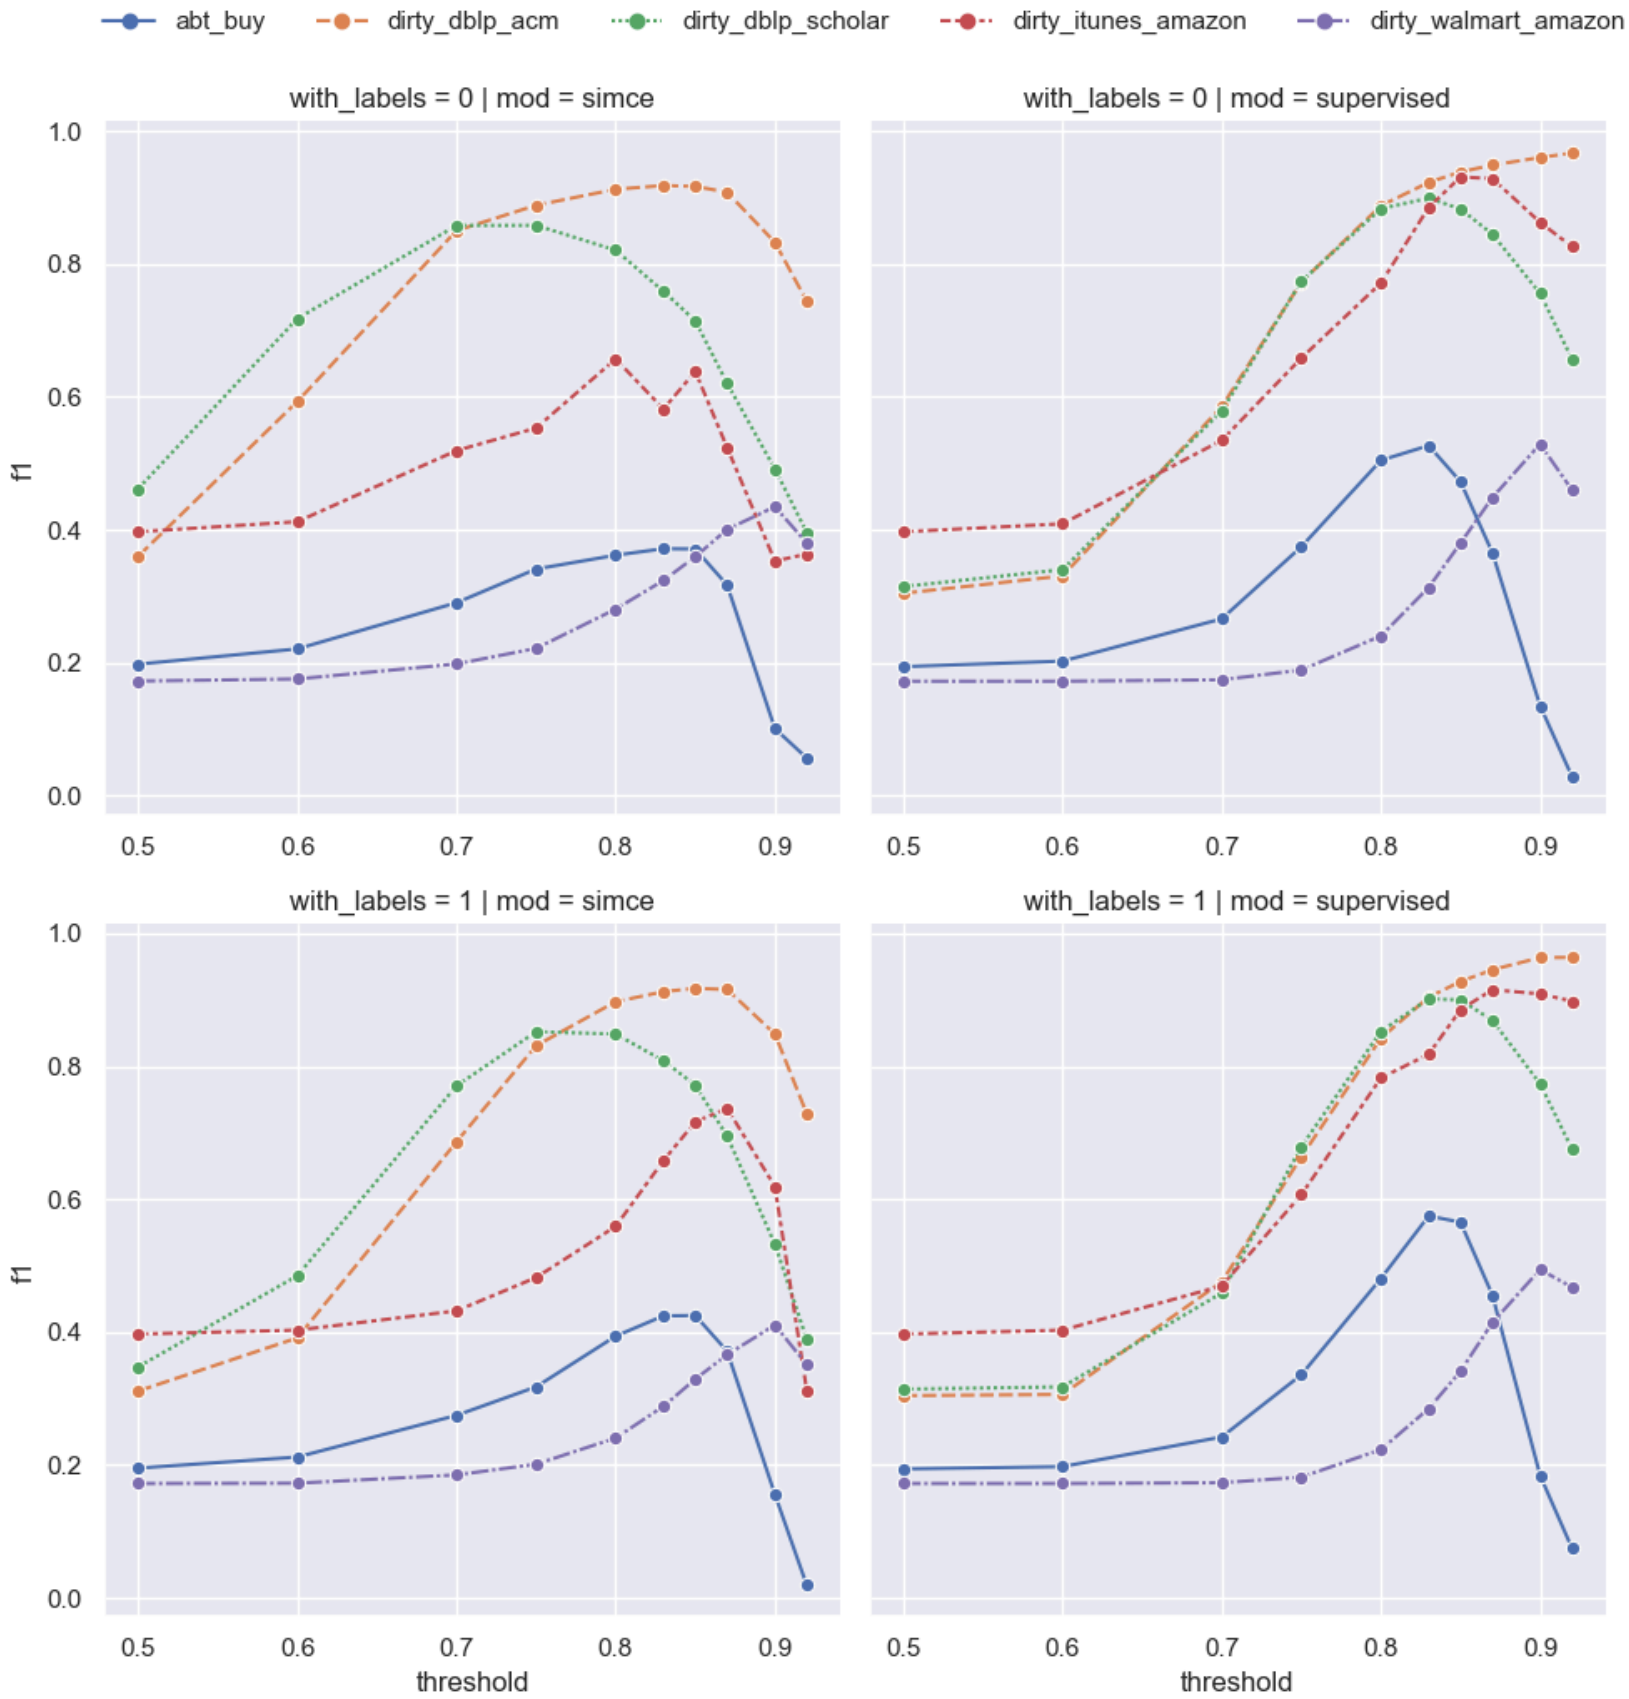 abt_buy dirty_dblp_acm dirty_dblp_scholar dirty_itunes_amazon dirty_walmart_amazon
with_labels = 0 | mod = simce with_labels = 0 | mod = supervised
1.0
0.8
0.6
f1
0.4
0.2
0.0
0.5 0.6 0.7 0.8 0.9 0.5 0.6 0.7 0.8 0.9
with_labels = 1 | mod = simce with_labels = 1 | mod = supervised
1.0
0.8
0.6
f1
0.4
0.2
0.0
0.5 0.6 0.7 0.8 0.9 0.5 0.6 0.7 0.8 0.9
threshold threshold